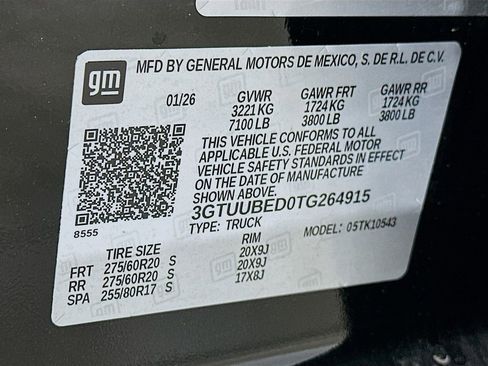 gm
MFD BY GENERAL MOTORS DE MEXICO, S. DE R.L. DE C.V.
01/26 GVWR GAWR FRT GAWR RR
3221 KG 1724 KG 1724 KG
7100 LB 3800 LB 3800 LB
THIS VEHICLE CONFORMS TO ALL
APPLICABLE U.S. FEDERAL MOTOR
VEHICLE SAFETY STANDARDS IN EFFECT
ON THE DATE OF MANUFACTURE
SHOWN ABOVE.
3GTUUBED0TG264915
8555 TYPE: TRUCK MODEL: 05TK10543
TIRE SIZE RIM
FRT 275/60R20 S 20X9J
RR 275/60R20 S 20X9J
SPA 255/80R17 S 17X8J